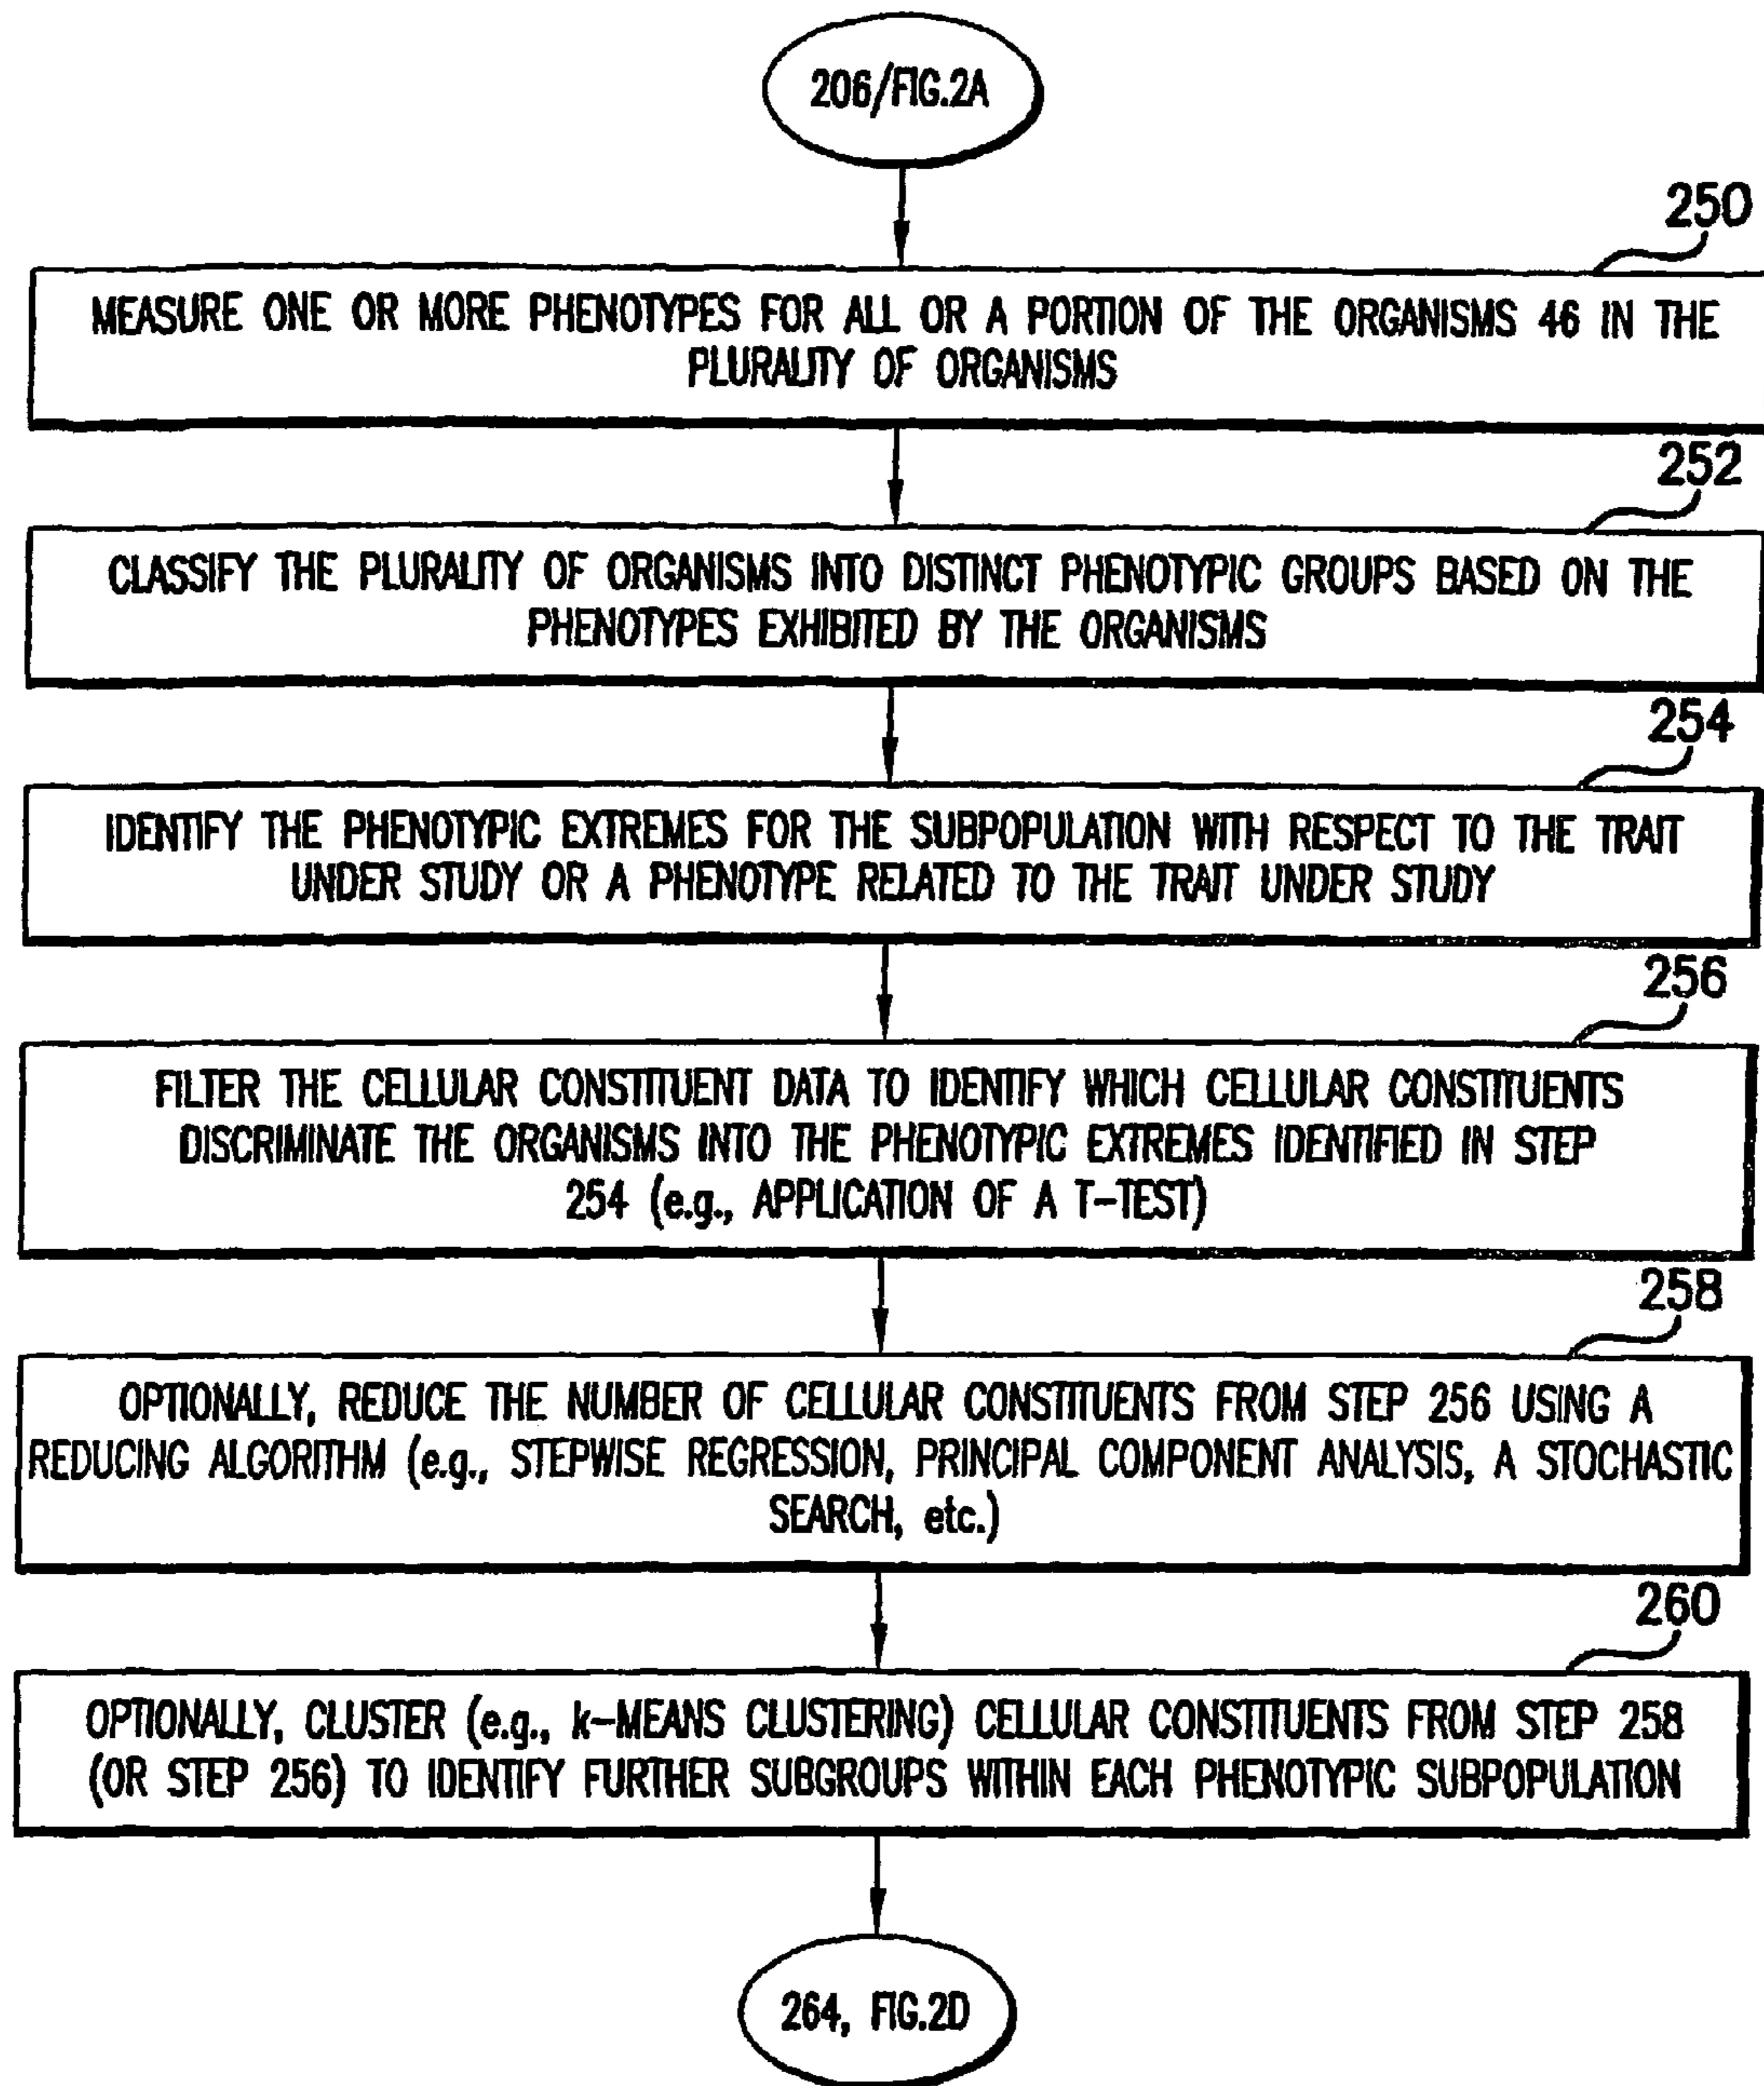 206/FIG.2A
250
MEASURE ONE OR MORE PHENOTYPES FOR ALL OR A PORTION OF THE ORGANISMS 46 IN THE
PLURALITY OF ORGANISMS
252
CLASSIFY THE PLURALITY OF ORGANISMS INTO DISTINCT PHENOTYPIC GROUPS BASED ON THE
PHENOTYPES EXHIBITED BY THE ORGANISMS
254
IDENTIFY THE PHENOTYPIC EXTREMES FOR THE SUBPOPULATION WITH RESPECT TO THE TRAIT
UNDER STUDY OR A PHENOTYPE RELATED TO THE TRAIT UNDER STUDY
256
FILTER THE CELLULAR CONSTITUENT DATA TO IDENTIFY WHICH CELLULAR CONSTITUENTS
DISCRIMINATE THE ORGANISMS INTO THE PHENOTYPIC EXTREMES IDENTIFIED IN STEP
254 (e.g., APPLICATION OF A T-TEST)
258
OPTIONALLY, REDUCE THE NUMBER OF CELLULAR CONSTITUENTS FROM STEP 256 USING A
REDUCING ALGORITHM (e.g., STEPWISE REGRESSION, PRINCIPAL COMPONENT ANALYSIS, A STOCHASTIC
SEARCH, etc.)
260
OPTIONALLY, CLUSTER (e.g., k-MEANS CLUSTERING) CELLULAR CONSTITUENTS FROM STEP 258
(OR STEP 256) TO IDENTIFY FURTHER SUBGROUPS WITHIN EACH PHENOTYPIC SUBPOPULATION
264, FIG.2D